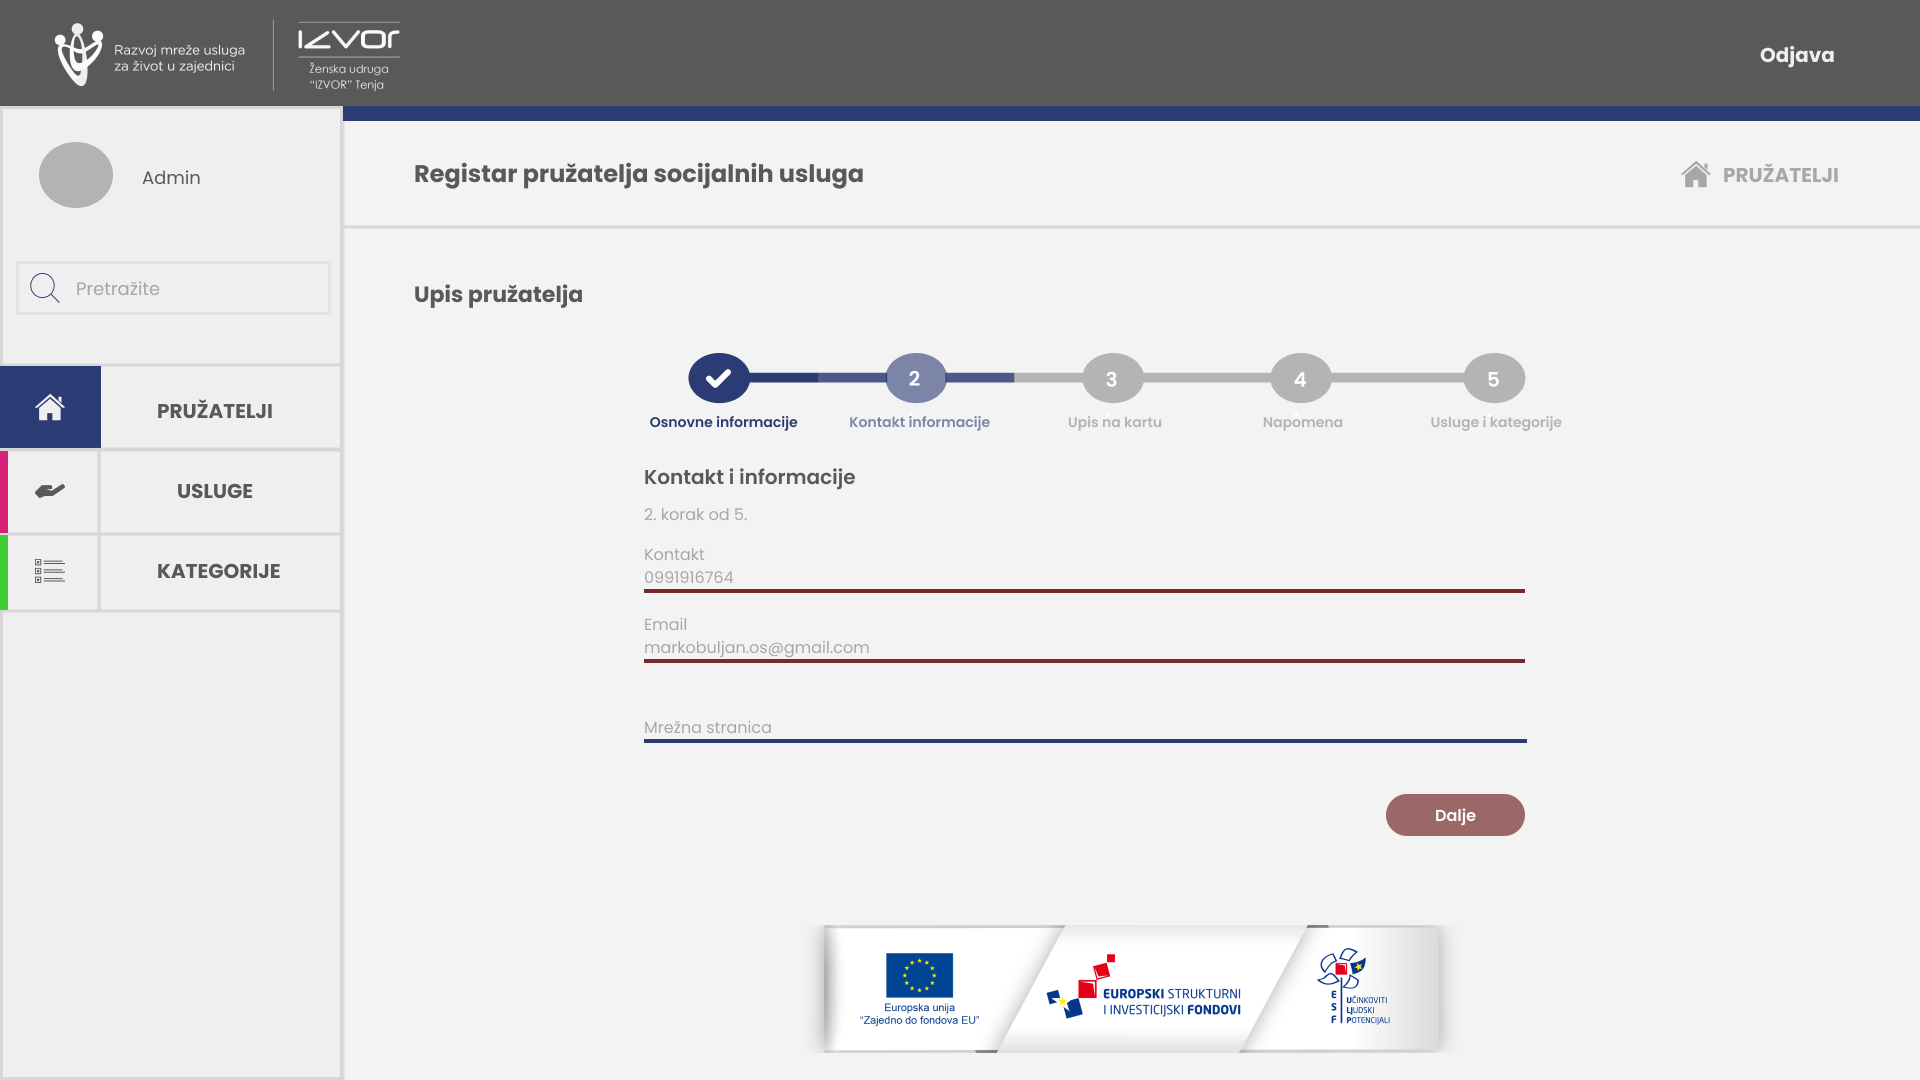 Razvoj mreže usluga
za život u zajednici
IZVOR
Ženska udruga
"IZVOR" Tenja
Odjava
Admin
Registar pružatelja socijalnih usluga
PRUŽATELJI
Pretražite
Upis pružatelja
2
3
4
5
Osnovne informacije
Kontakt informacije
Upis na kartu
Napomena
Usluge i kategorije
PRUŽATELJI
USLUGE
KATEGORIJE
Kontakt i informacije
2. korak od 5.
Kontakt
0991916764
Email
markobuljan.os@gmail.com
Mrežna stranica
Dalje
Europska unija
"Zajedno do fondova EU"
EUROPSKI STRUKTURNI
I INVESTICIJSKI FONDOVI
E
S
F
UČINKOVITI
LJUDSKI
POTENCIJALI